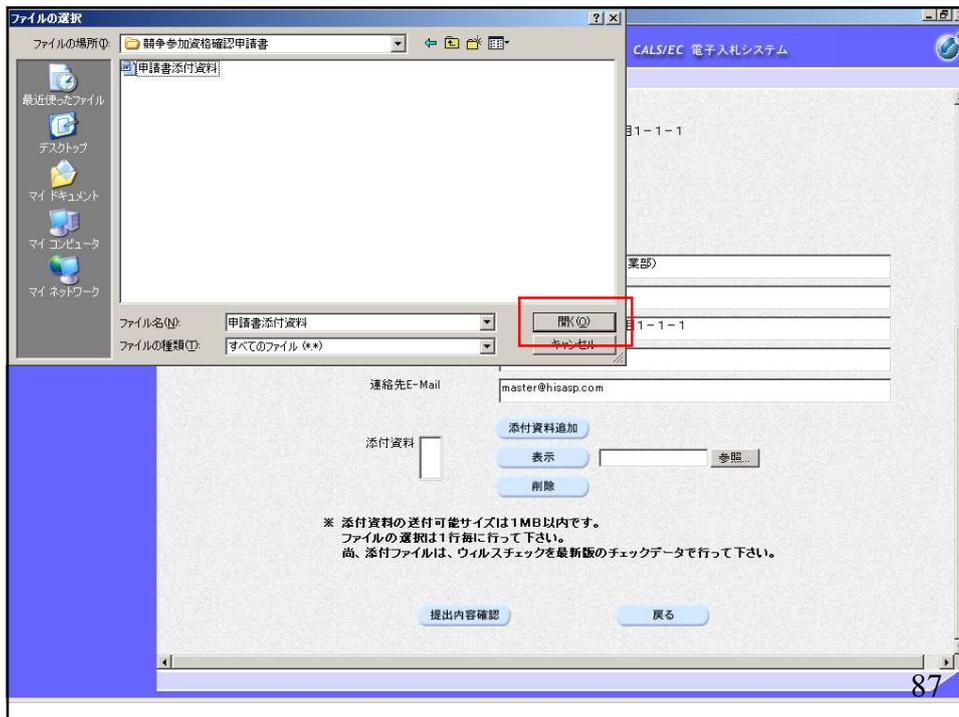 ファイルの選択
ファイルの場所(I):
競争参加資格確認申請書
CALS/EC 電子入札システム
申請書添付資料
最近使ったファイル
デスクトップ
マイ ドキュメント
マイ コンピュータ
マイ ネットワーク
目1-1-1
業部)
ファイル名(N):
申請書添付資料
開く(O)
目1-1-1
ファイルの種類(T):
すべてのファイル (*.*)
キャンセル
連絡先E-Mail
master@hisasp.com
添付資料
添付資料追加
表示
参照...
削除
※ 添付資料の送付可能サイズは1MB以内です。
ファイルの選択は1行毎に行って下さい。
尚、添付ファイルは、ウィルスチェックを最新版のチェックデータで行って下さい。
提出内容確認
戻る
87